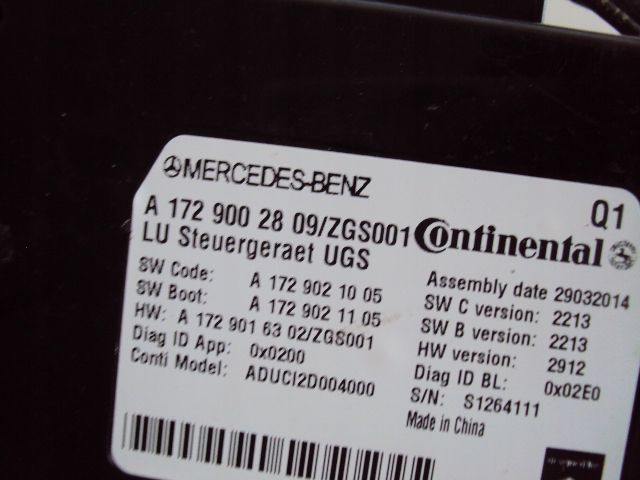 MERCEDES-BENZ
Q1
A 172 900 28 09/ZGS001
Continental
LU Steuergeraet UGS
SW Code: A 172 902 10 05
SW Boot: A 172 902 11 05
HW: A 172 901 63 02/ZGS001
Diag ID App: 0x0200
Conti Model: ADUCI2D004000
Assembly date 29032014
SW C version: 2213
SW B version: 2213
HW version: 2912
Diag ID BL: 0x02E0
S/N: S1264111
Made in China